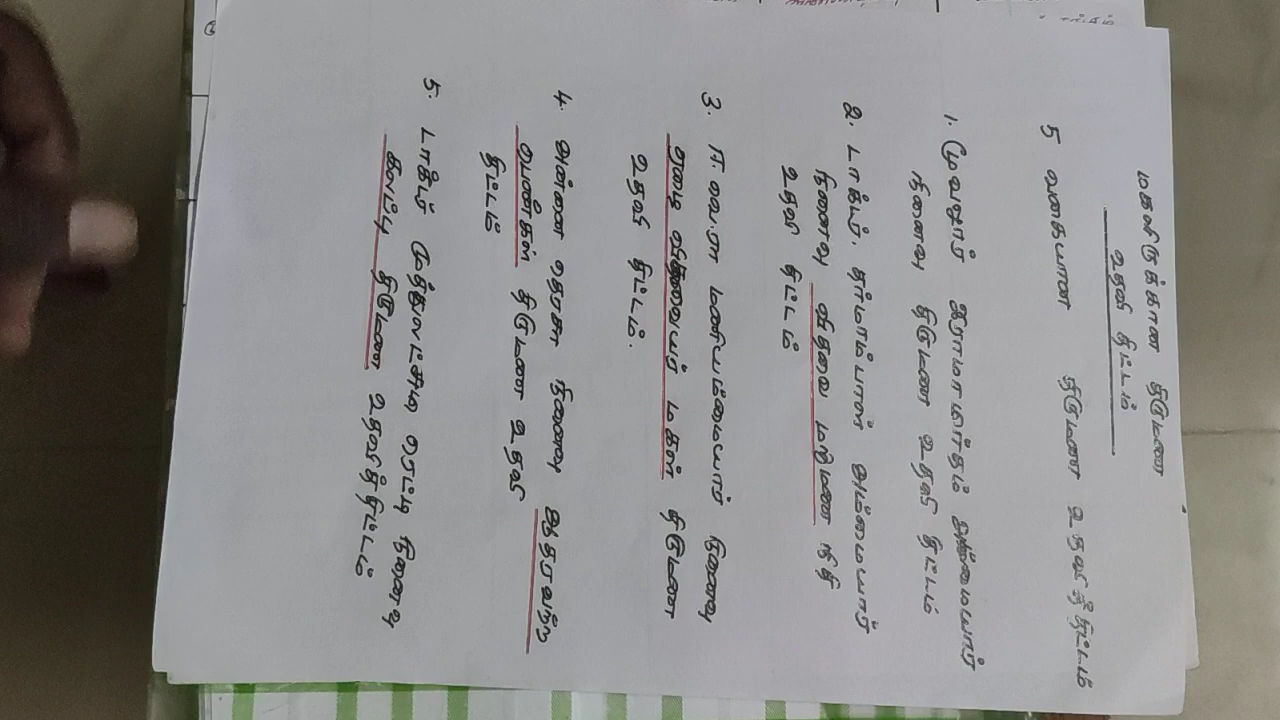 மகளிருக்கான திருமண
உதவி திட்டம்
5 வகையான திருமண உதவித்திட்டம்
1. மூவலூர் இராமாமிர்தம் அம்மையார்
நினைவு திருமண உதவி திட்டம்
2. டாக்டர். தர்மாம்பாள் அம்மையார்
நினைவு விதவை மறுமண நிதி
உதவி திட்டம்
3. ஈ.வெ.ரா மணியம்மையார் நினைவு
ஏழை விதவையர் மகள் திருமண
உதவி திட்டம்.
4. அன்னை தெரசா நினைவு ஆதரவற்ற
பெண்கள் திருமண உதவி
திட்டம்
5. டாக்டர் முத்துலட்சுமி ரெட்டி நினைவு
கலப்பு திருமண உதவித்திட்டம்